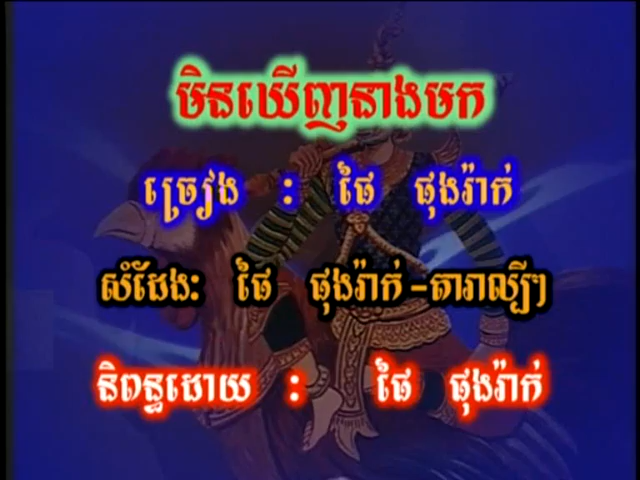 មិនឃើញនាងមក
ច្រៀង : ផៃ ផុងរ៉ាក់
សំដែង: ផៃ ផុងរ៉ាក់ -តារាល្បីៗ
និពន្ធដោយ : ផៃ ផុងរ៉ាក់